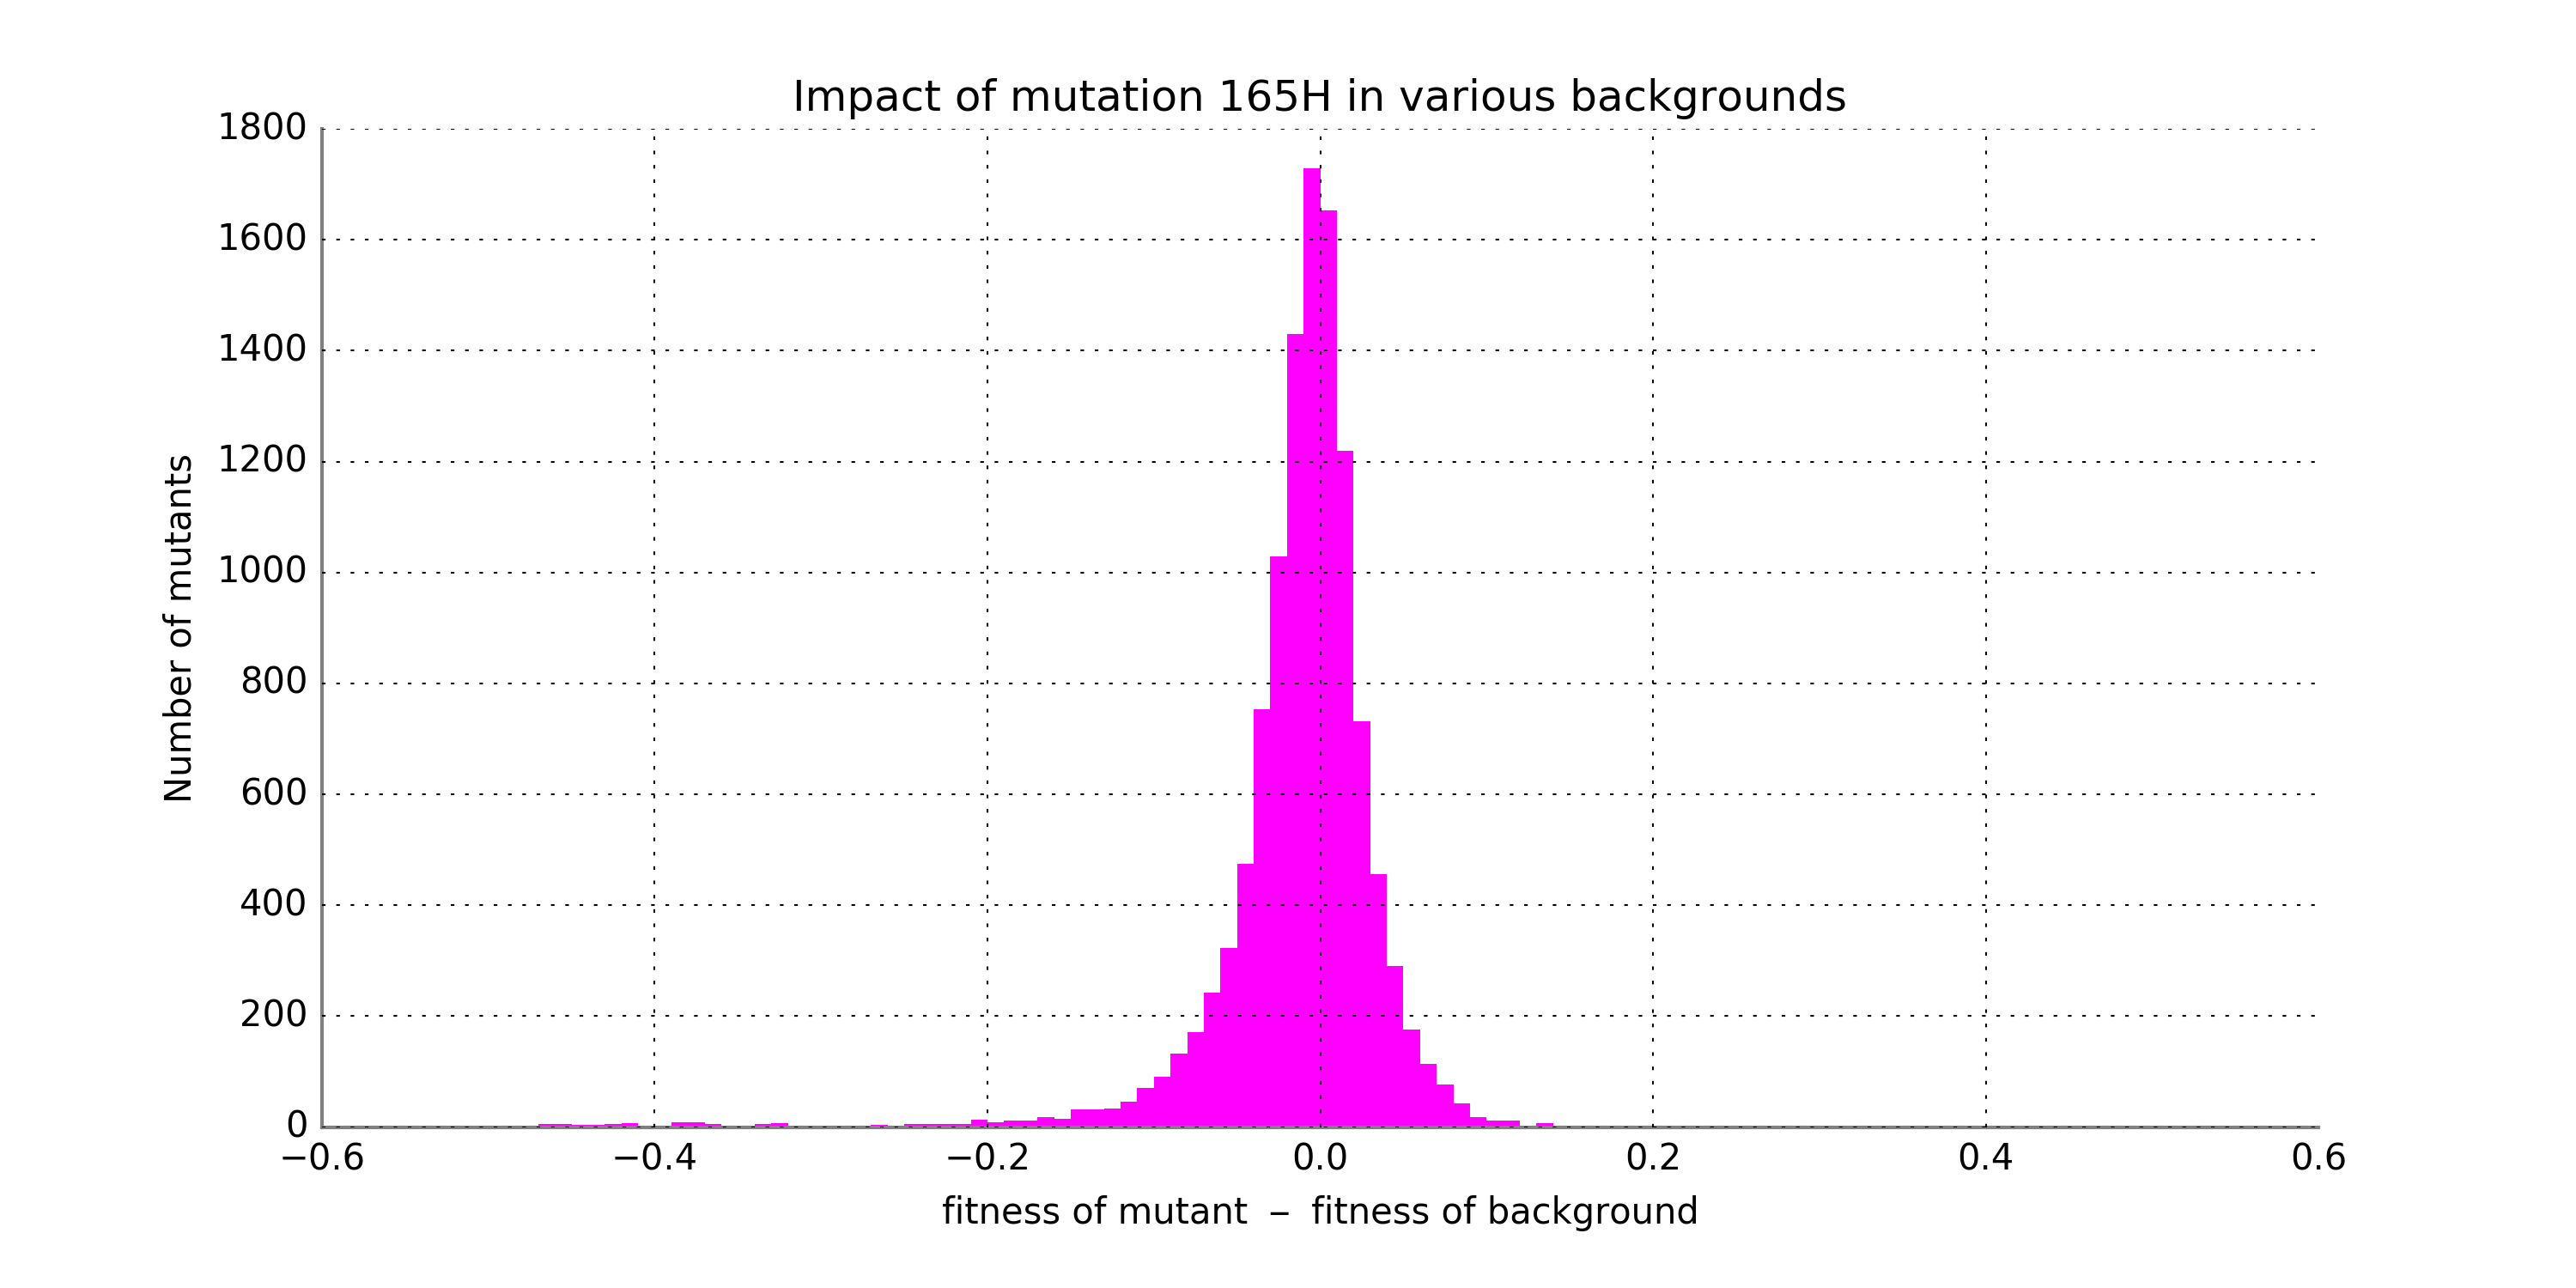 Impact of mutation 165H in various backgrounds
1800
1600
1400
1200
1000
800
600
400
200
0
Number of mutants
−0.6 −0.4 −0.2 0.0 0.2 0.4 0.6
fitness of mutant − fitness of background